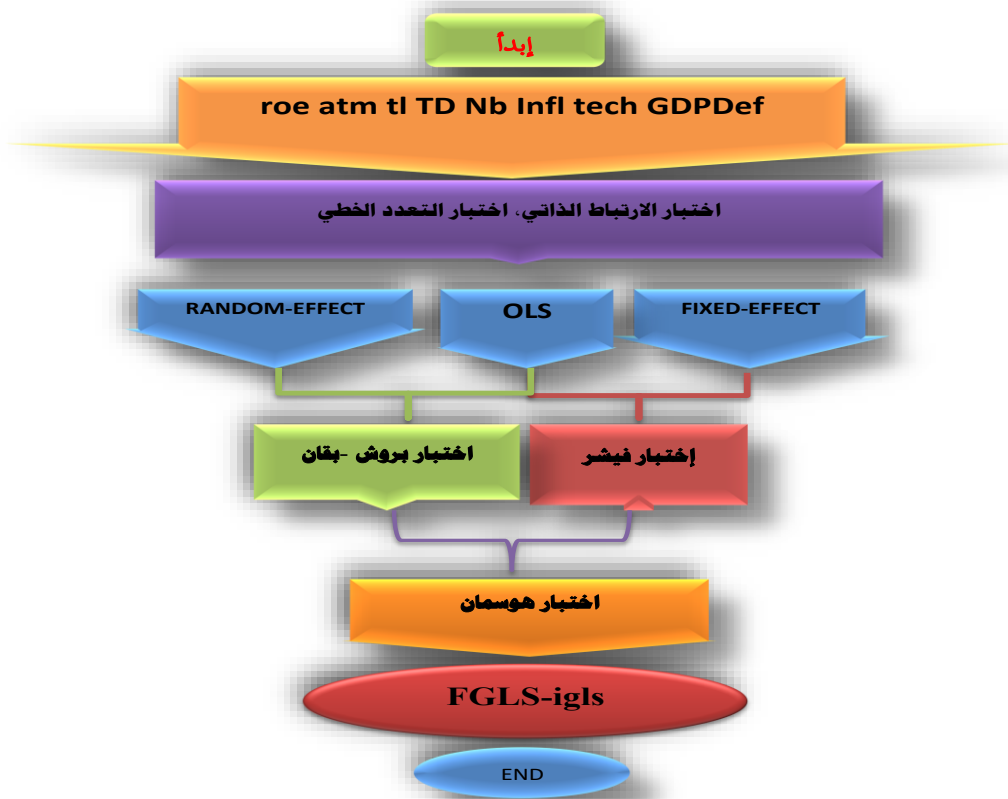 إبدأ
roe atm tl TD Nb Infl tech GDPDef
اختبار الارتباط الذاتي، اختبار التعدد الخطي
RANDOM-EFFECT
OLS
FIXED-EFFECT
اختبار بروش -بقان
إختبار فيشر
اختبار هوسمان
FGLS-igls
END